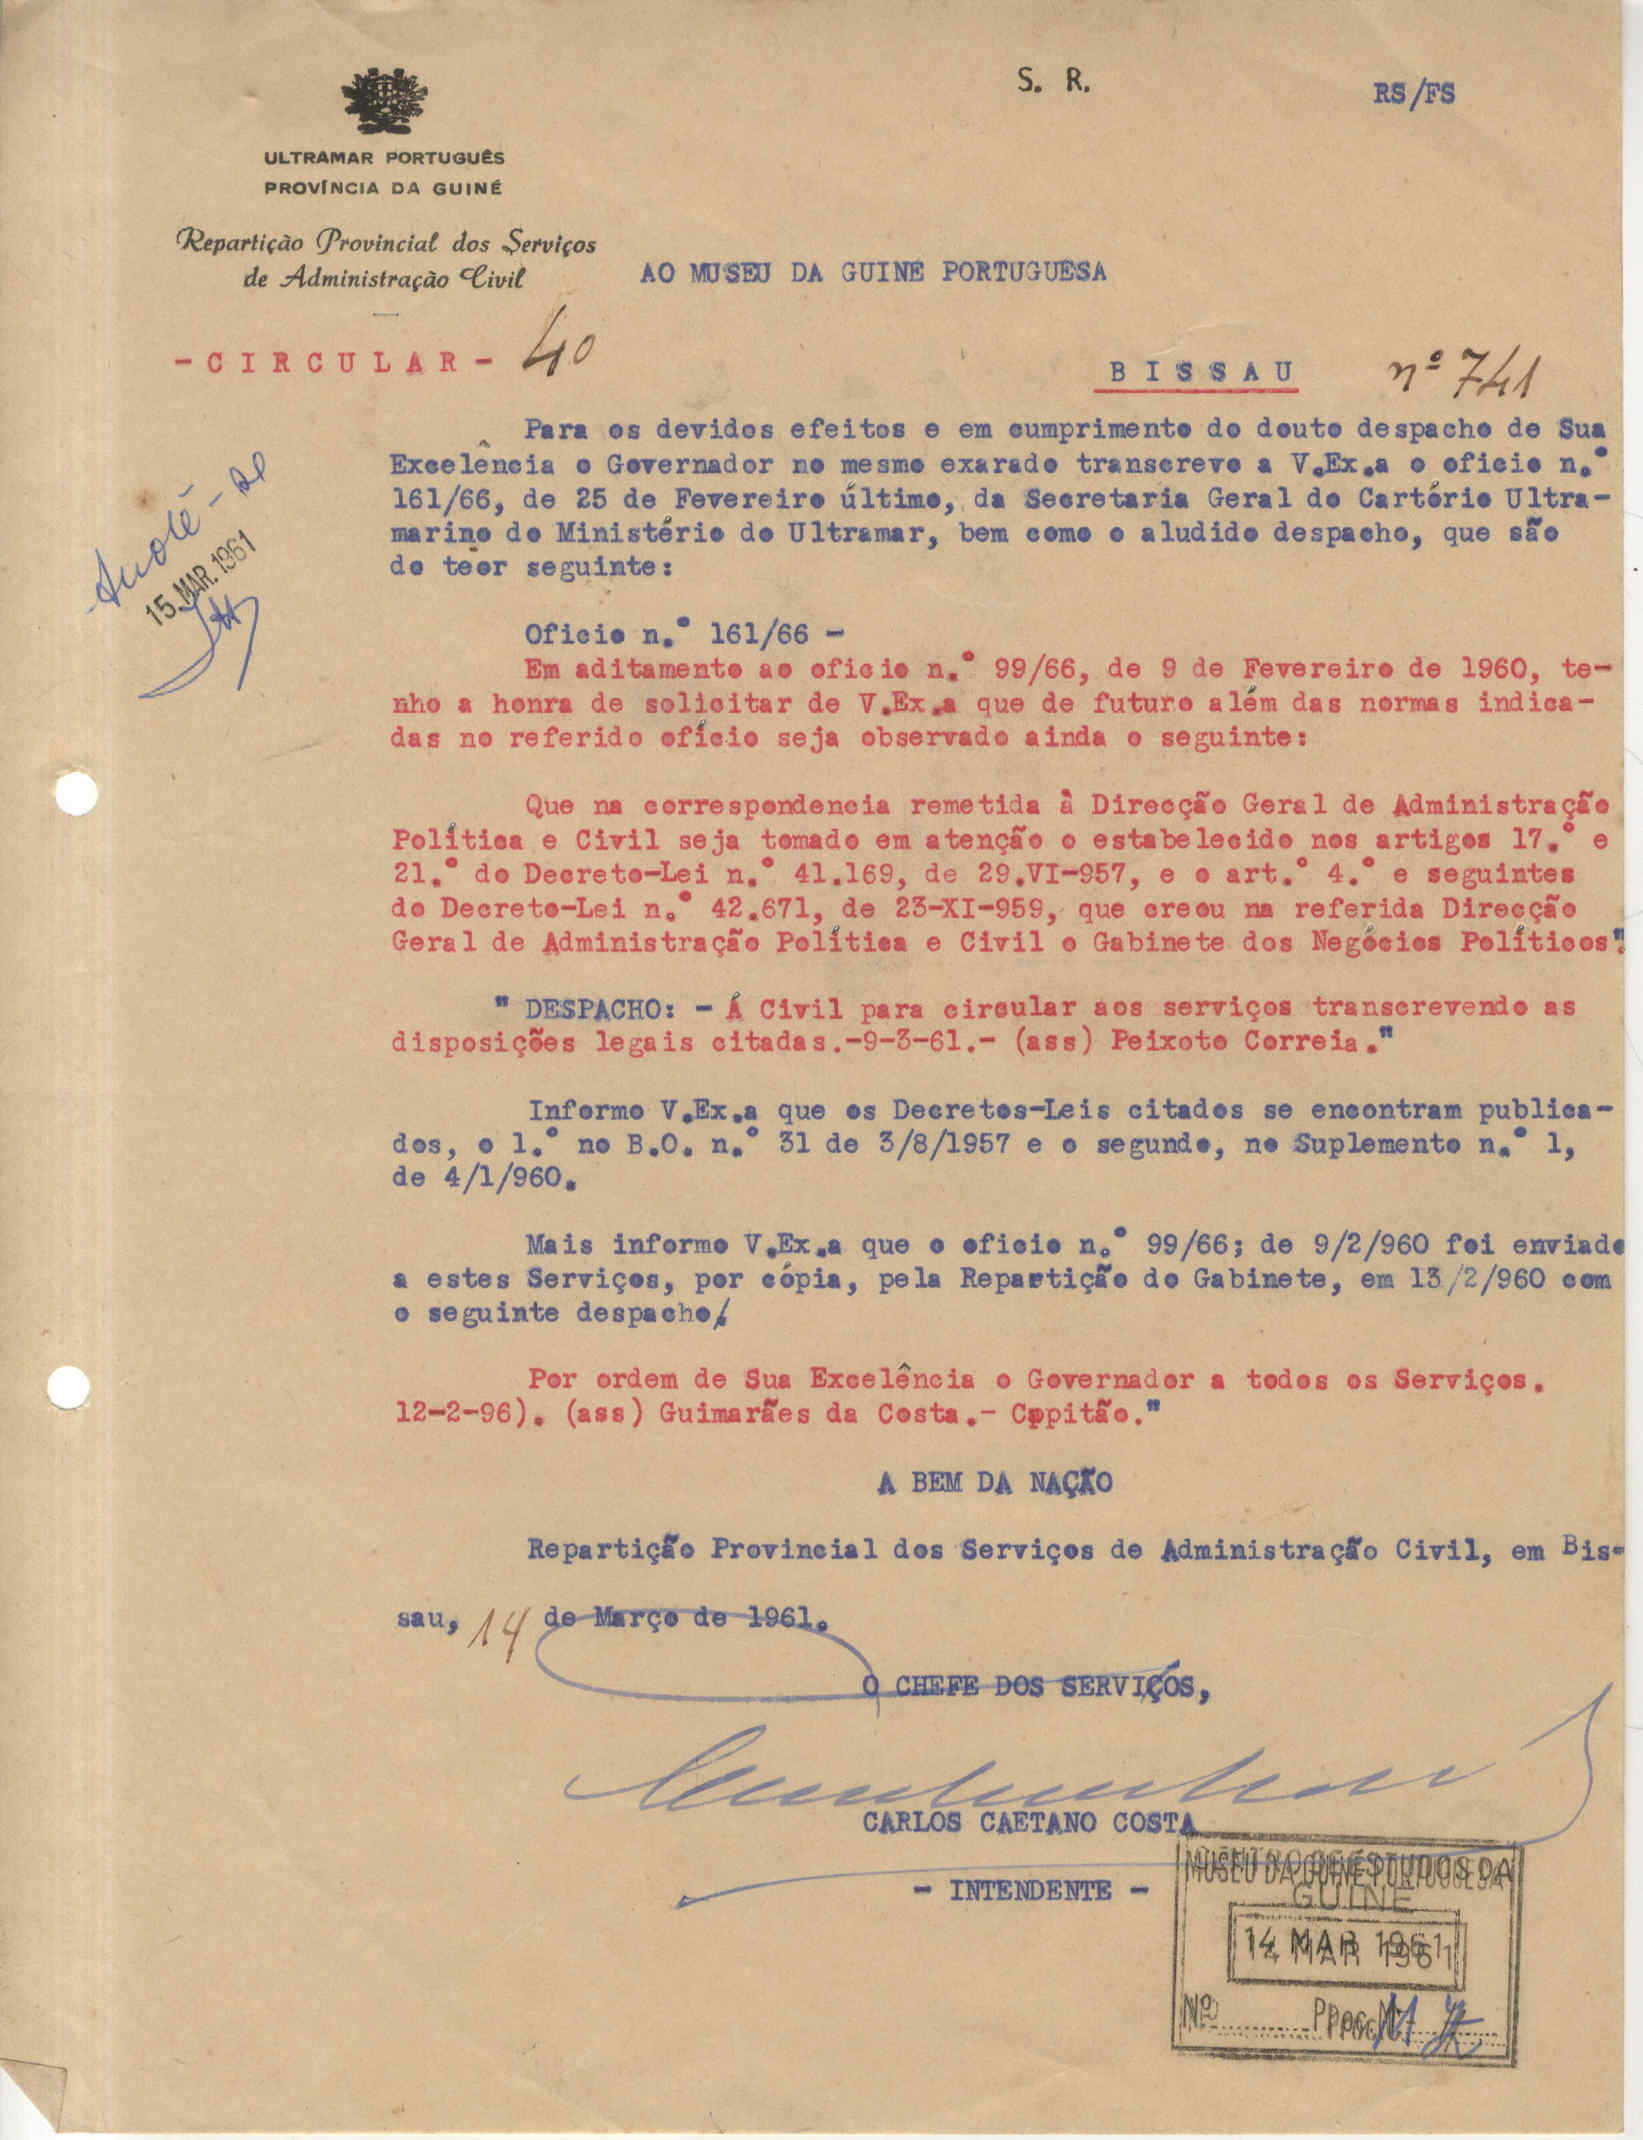 S. R.
RS/FS
ULTRAMAR PORTUGUÊS
PROVÍNCIA DA GUINÉ
Repartição Provincial dos Serviços
de Administração Civil
AO MUSEU DA GUINÉ PORTUGUESA
- C I R C U L A R - 40
B I S S A U nº 741
Para os devidos efeitos e em cumprimento do douto despacho de Sua
Excelência o Governador no mesmo exarado transcrevo a V.Ex.a o oficio n.º
161/66, de 25 de Fevereiro último, da Secretaria Geral do Cartório Ultra-
marino do Ministério do Ultramar, bem como o aludido despacho, que são
do teor seguinte:
Anotê-se
15.MAR.1961
Oficio n.º 161/66 -
Em aditamento ao oficio n.º 99/66, de 9 de Fevereiro de 1960, te-
nho a honra de solicitar de V.Ex.a que de futuro além das normas indica-
das no referido ofício seja observado ainda o seguinte:
Que na correspondencia remetida à Direcção Geral de Administração
Política e Civil seja tomado em atenção o estabelecido nos artigos 17.º e
21.º do Decreto-Lei n.º 41.169, de 29.VI-957, e o art.º 4.º e seguintes
do Decreto-Lei n.º 42.671, de 23-XI-959, que creou na referida Direcção
Geral de Administração Política e Civil o Gabinete dos Negócios Políticos".
" DESPACHO: - Á Civil para circular aos serviços transcrevendo as
disposições legais citadas.-9-3-61.- (ass) Peixoto Correia."
Informo V.Ex.a que os Decretos-Leis citados se encontram publica-
dos, o 1.º no B.O. n.º 31 de 3/8/1957 e o segundo, no Suplemento n.º 1,
de 4/1/960.
Mais informo V.Ex.a que o oficio n.º 99/66; de 9/2/960 foi enviado
a estes Serviços, por cópia, pela Repartição do Gabinete, em 13/2/960 com
o seguinte despacho!
Por ordem de Sua Excelência o Governador a todos os Serviços.
12-2-96). (ass) Guimarães da Costa.- Cppitão."
A BEM DA NAÇÃO
Repartição Provincial dos Serviços de Administração Civil, em Bis-
sau, 14 de Março de 1961.
O CHEFE DOS SERVIÇOS,
CARLOS CAETANO COSTA
- INTENDENTE -
MUSEU DA GUINÉ PORTUGUESA
GUINÉ
14 MAR 1961
Nº Proc. Nº